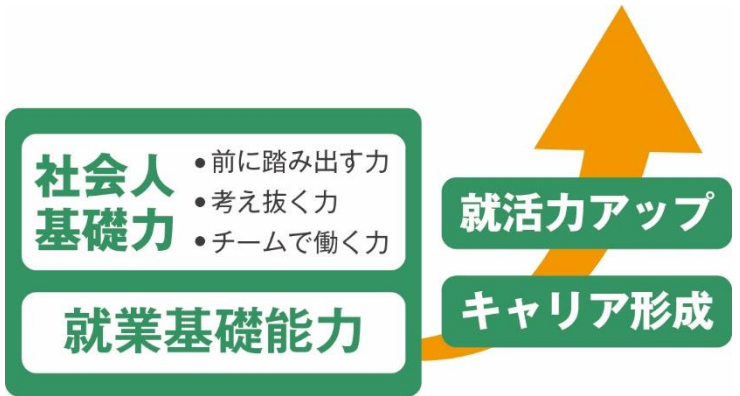 社会人
基礎力
●前に踏み出す力
●考え抜く力
●チームで働く力
就業基礎能力
就活力アップ
キャリア形成